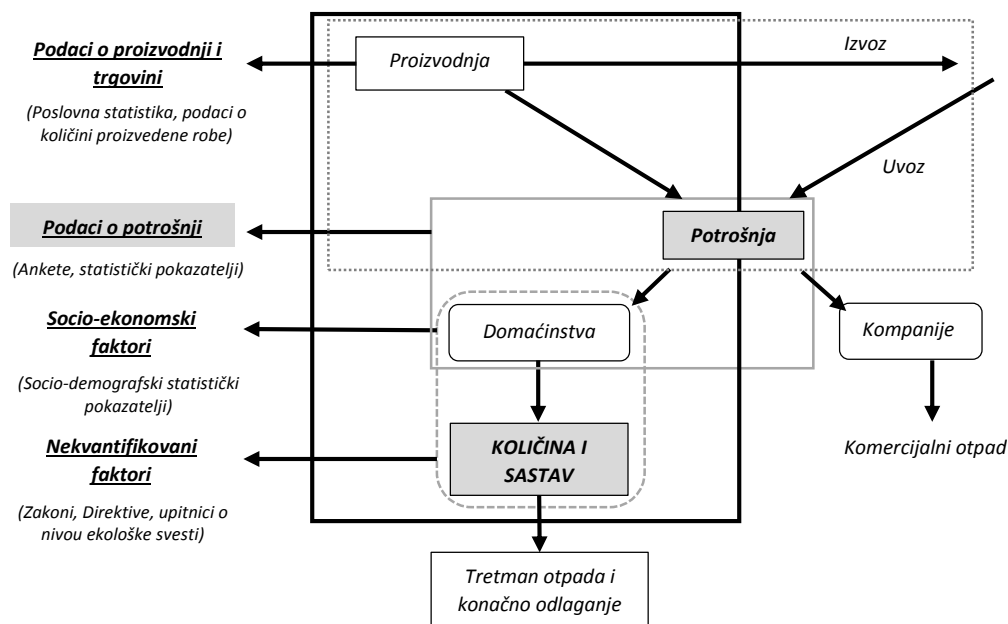 Podaci o proizvodnji i
trgovini
(Poslovna statistika, podaci o
količini proizvedene robe)
Proizvodnja
Izvoz
Uvoz
Podaci o potrošnji
(Ankete, statistički pokazatelji)
Potrošnja
Socio-ekonomski
faktori
(Socio-demografski statistički
pokazatelji)
Domaćinstva
Kompanije
Nekvantifikovani
faktori
(Zakoni, Direktive, upitnici o
nivou ekološke svesti)
KOLIČINA I
SASTAV
Komercijalni otpad
Tretman otpada i
konačno odlaganje